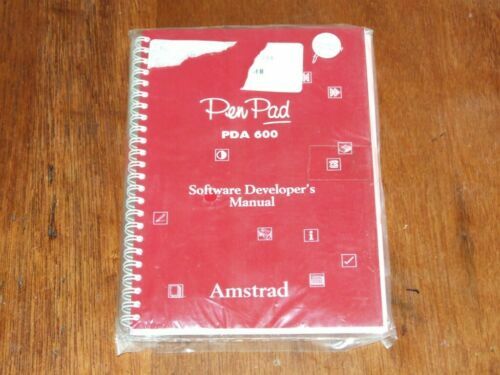 Pen Pad
PDA 600
Software Developer's
Manual
Amstrad